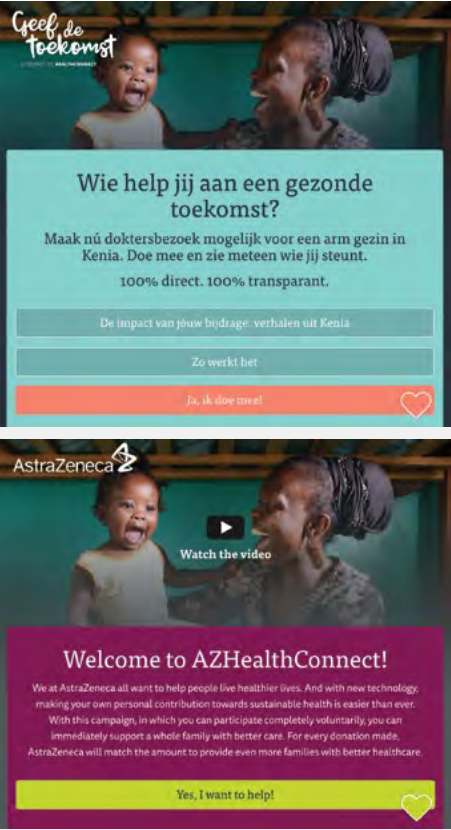 Geef de
toekomst
HEALTHCONNECT
Wie help jij aan een gezonde
toekomst?
Maak nú doktersbezoek mogelijk voor een arm gezin in
Kenia. Doe mee en zie meteen wie jij steunt.
100% direct. 100% transparant.
De impact van jouw bijdrage: verhalen uit Kenia
Zo werkt het
Ja, ik doe mee!
AstraZeneca
Watch the video
Welcome to AZHealthConnect!
We at AstraZeneca all want to help people live healthier lives. And with new technology,
making your own personal contribution towards sustainable health is easier than ever.
With this campaign, in which you can participate completely voluntarily, you can
immediately support a whole family with better care. For every donation made,
AstraZeneca will match the amount to provide even more families with better healthcare.
Yes, I want to help!